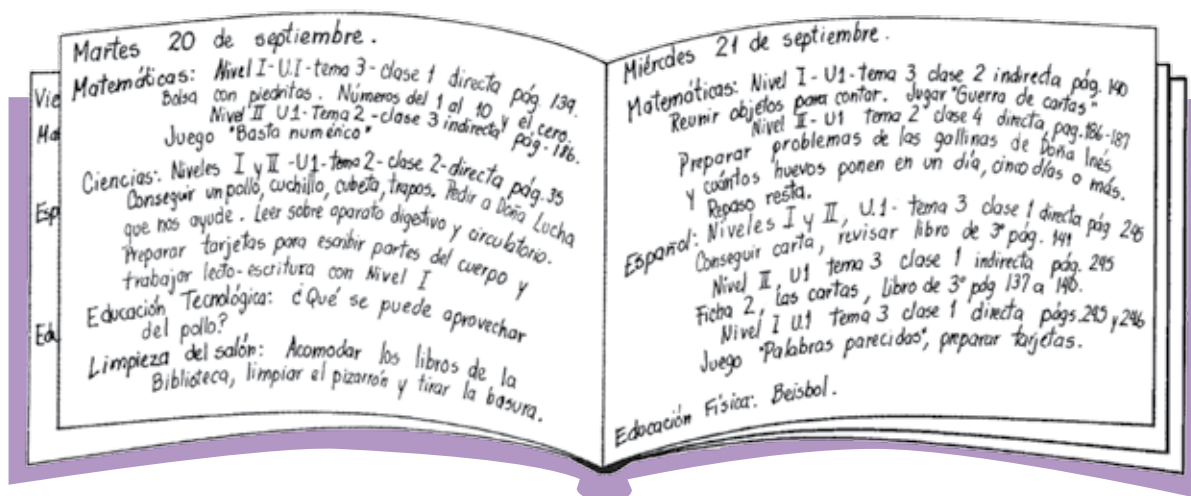 Vie
Ma
Esp
Ed
Martes 20 de septiembre.
Matemáticas: Nivel I-U.I-tema 3-clase 1 directa pág. 139.
Bolsa con piedritas. Números del 1 al 10 y el cero.
Nivel II U1-Tema 2-clase 3 indirecta pág. 186.
Juego "Basta numérico"
Ciencias: Niveles I y II -U1-tema 2-clase 2-directa pág. 35
Conseguir un pollo, cuchillo, cubeta, trapos. Pedir a Doña Lucha
que nos ayude. Leer sobre aparato digestivo y circulatorio.
Preparar tarjetas para escribir partes del cuerpo y
trabajar lecto-escritura con Nivel I
Educación Tecnológica: ¿Qué se puede aprovechar
del pollo?
Limpieza del salón: Acomodar los libros de la
Biblioteca, limpiar el pizarrón y tirar la basura.
Miércoles 21 de septiembre.
Matemáticas: Nivel I-U1-tema 3 clase 2 indirecta pág. 140
Reunir objetos para contar. Jugar "Guerra de cartas"
Nivel II-U1 tema 2 clase 4 directa pag. 186-187
Preparar problemas de las gallinas de Doña Inés
y cuántos huevos ponen en un día, cinco días o más.
Repaso resta.
Español: Niveles I y II, U.1- tema 3 clase 1 directa pág 245
Conseguir carta, revisar libro de 3° pág. 141
Nivel II, U1 tema 3 clase 1 indirecta pág. 245
Ficha 2, las cartas, Libro de 3° pág 137 a 140.
Nivel I U.1 tema 3 clase 1 directa págs. 245 y 246
Juego "Palabras parecidas", preparar tarjetas.
Educación Física: Beisbol.